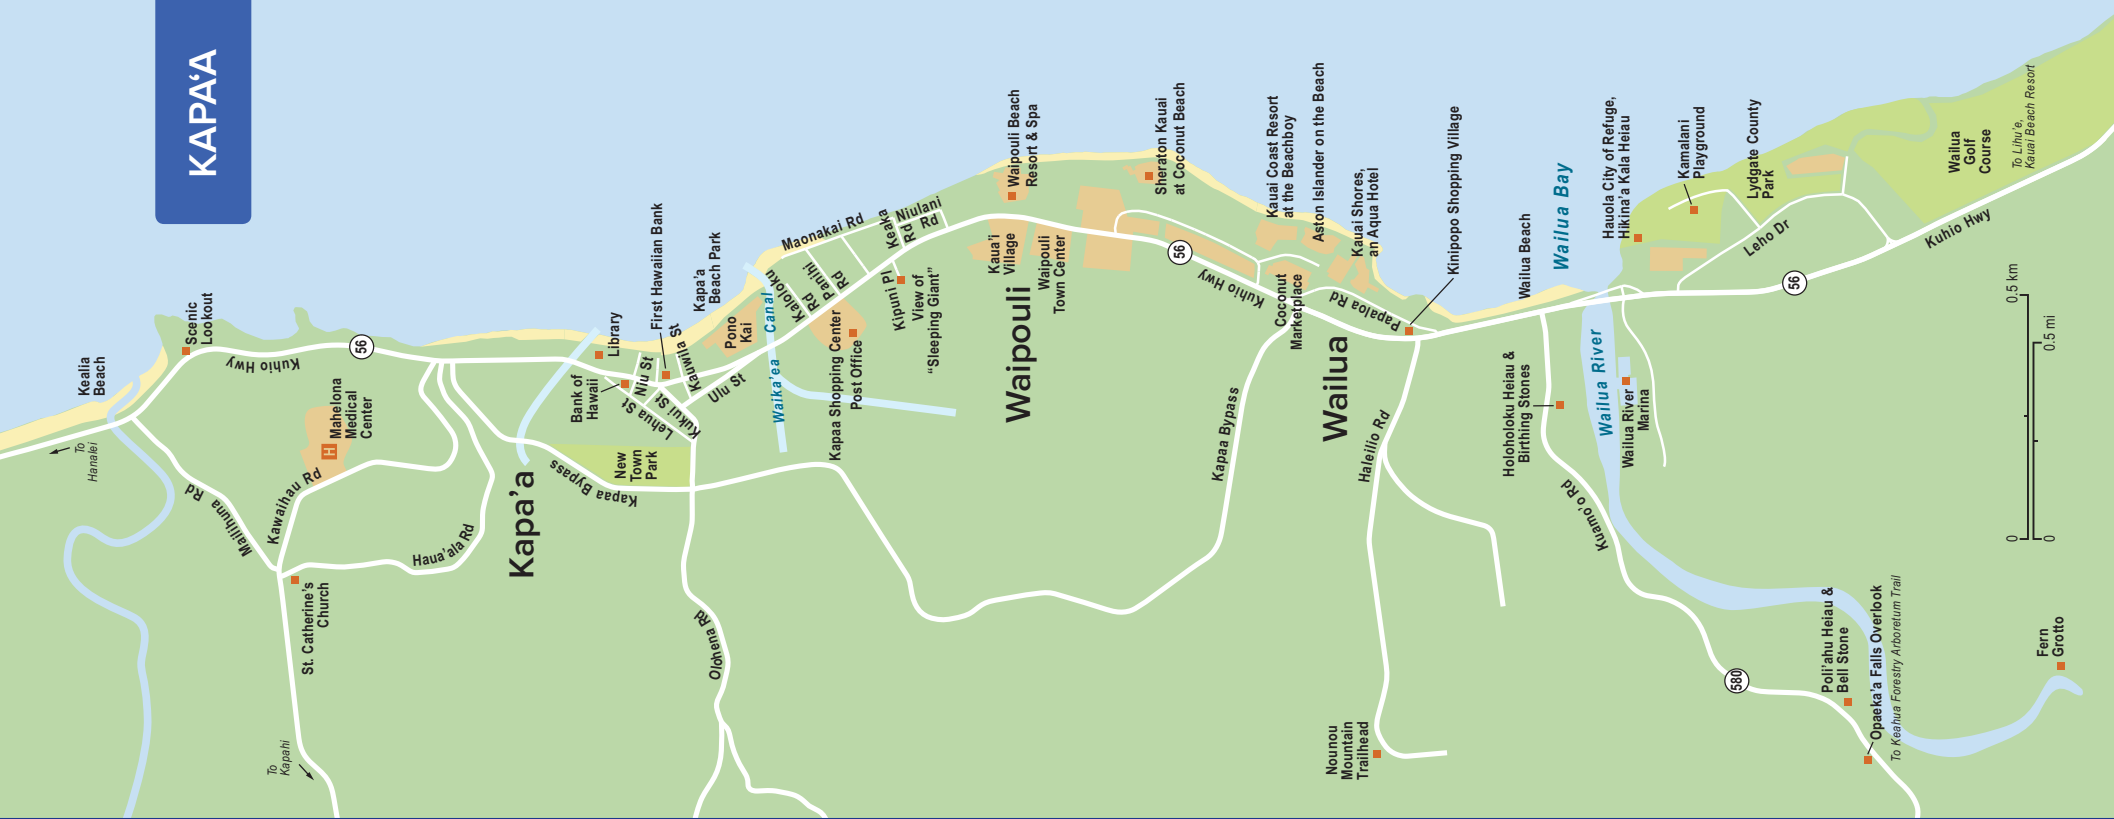 KAPA‘A
Kealia
Beach
To
Hanalei
Scenic
Lookout
Kuhio Hwy
56
Mahelona
Medical
Center
H
Mailihuna Rd
Kawaihau Rd
Haua’ala Rd
St. Catherine’s
Church
To
Kapahi
Kapa’a
Library
First Hawaiian Bank
Bank of
Hawaii
Niu St
Kauwila St
Lehua St
Kukui St
Ulu St
Kapa’a
Beach Park
Pono
Kai
New
Town
Park
Kapaa Bypass
Olohena Rd
Waika’ea Canal
Maonakai Rd
Kaloloku
Rd
Panihi
Rd
Keaka
Rd
Niulani
Rd
Kipuni Pl
View of
“Sleeping Giant”
Kapaa Shopping Center
Post Office
Waipouli
Kaua’i
Village
Waipouli
Town Center
Waipouli Beach
Resort & Spa
Sheraton Kauai
at Coconut Beach
56
Kuhio Hwy
Kapaa Bypass
Kauai Coast Resort
at the Beachboy
Aston Islander on the Beach
Kauai Shores,
an Aqua Hotel
Coconut
Marketplace
Papaloa Rd
Kinipopo Shopping Village
Wailua
Haleilio Rd
Nounou
Mountain
Trailhead
Wailua Beach
Wailua Bay
Holoholoku Heiau &
Birthing Stones
Wailua River
Wailua River
Marina
Kuamo’o Rd
Hauola City of Refuge,
Hikina’a Kala Heiau
Kamalani
Playground
Lydgate County
Park
Leho Dr
56
Kuhio Hwy
Wailua
Golf
Course
To Lihu’e,
Kauai Beach Resort
580
Poli’ahu Heiau &
Bell Stone
Opaeka’a Falls Overlook
To Keahua Forestry Arboretum Trail
Fern
Grotto
0 0.5 km
0 0.5 mi